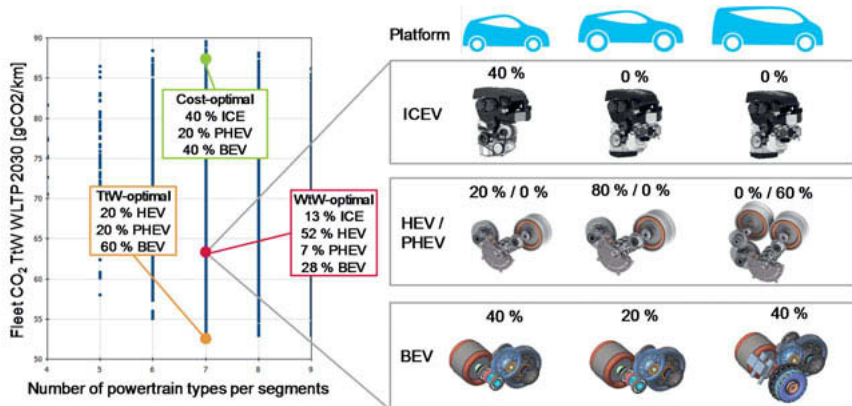 Fleet CO2 TtW WLTP 2030 [gCO2/km]
90
85
80
75
70
65
60
55
50
4
5
6
7
8
9
Number of powertrain types per segments
Cost-optimal
40 % ICE
20 % PHEV
40 % BEV
TtW-optimal
20 % HEV
20 % PHEV
60 % BEV
WtW-optimal
13 % ICE
52 % HEV
7 % PHEV
28 % BEV
Platform
ICEV
40 %
0 %
0 %
HEV /
PHEV
20 % / 0 %
80 % / 0 %
0 % / 60 %
BEV
40 %
20 %
40 %